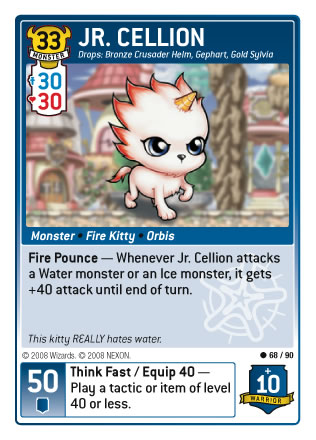 33
MONSTER
JR. CELLION
Drops: Bronze Crusader Helm, Gephart, Gold Sylvia
30
30
Monster • Fire Kitty • Orbis
Fire Pounce — Whenever Jr. Cellion attacks
a Water monster or an Ice monster, it gets
+40 attack until end of turn.
This kitty REALLY hates water.
© 2008 Wizards. © 2008 NEXON.
● 68 / 90
50
Think Fast / Equip 40 —
Play a tactic or item of level
40 or less.
+
10
WARRIOR